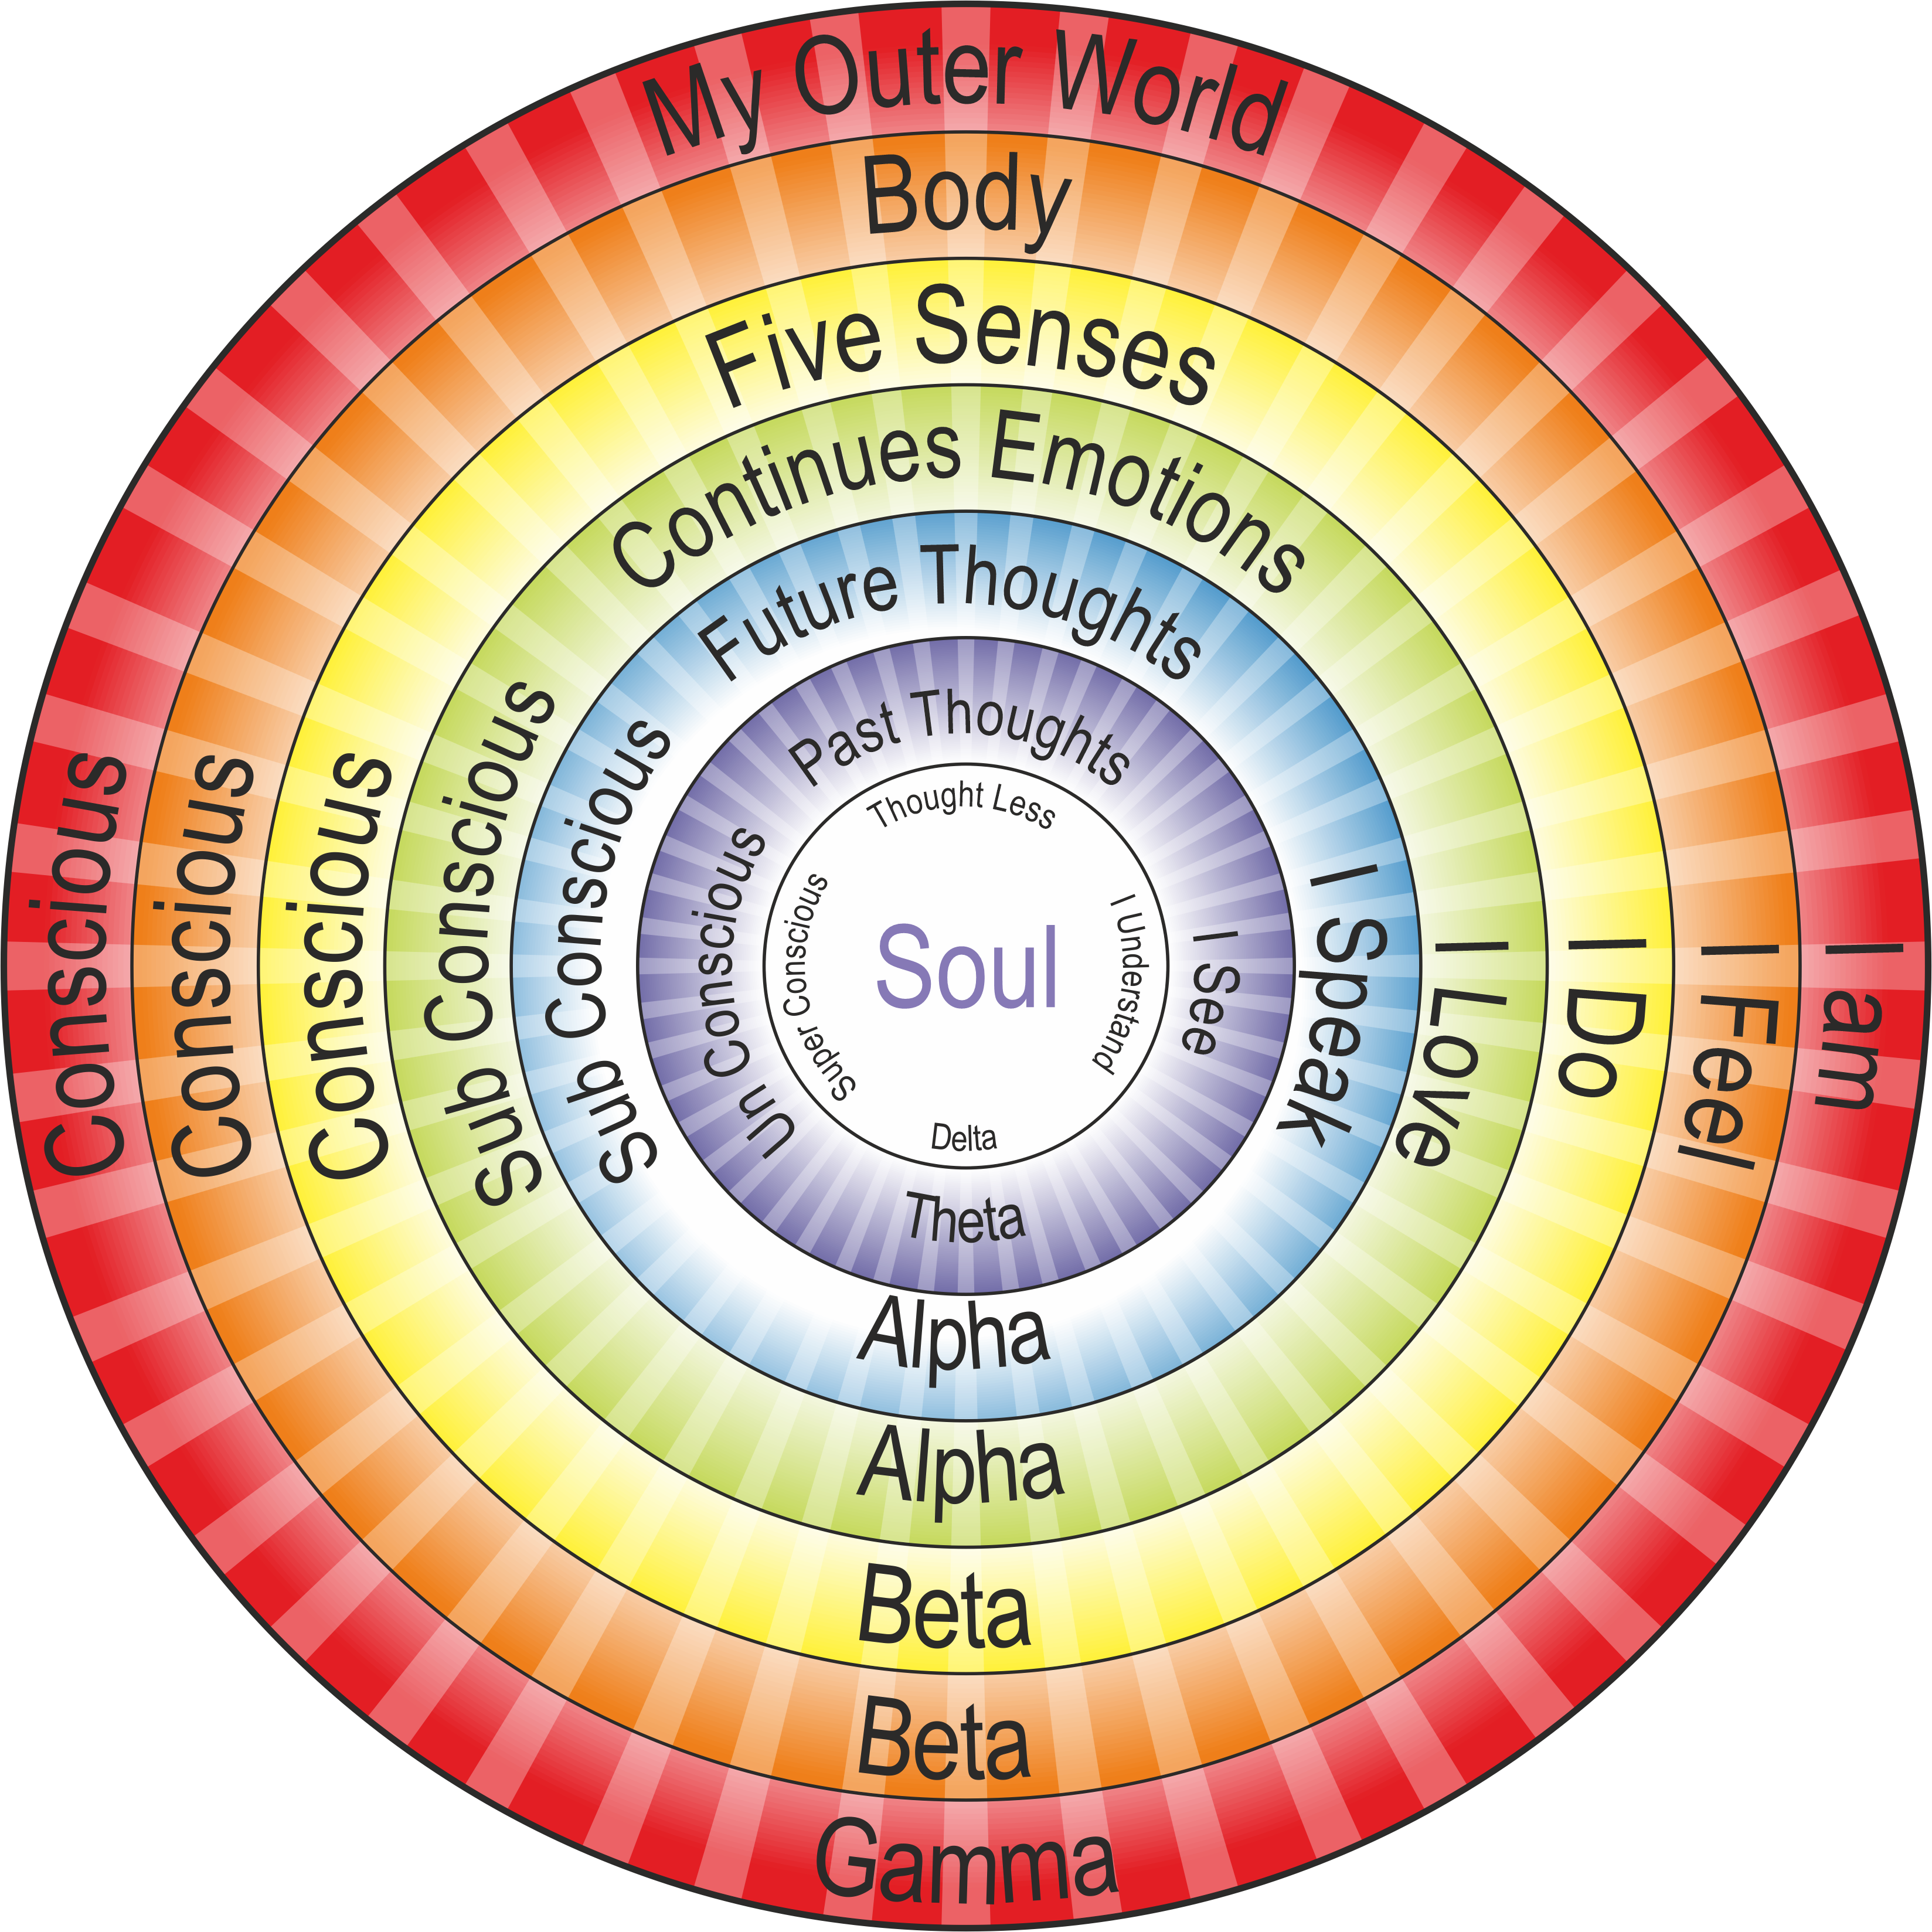 My Outer World
Body
Five Senses
Continues Emotions
Future Thoughts
Past Thoughts
Thought Less
Conscious
Conscious
Conscious
Sub Conscious
Sub Conscious
Un Conscious
Super Conscious
Soul
I Understand
I See
I Speak
I Love
I Do
I Feel
I am
Delta
Theta
Alpha
Alpha
Beta
Beta
Gamma